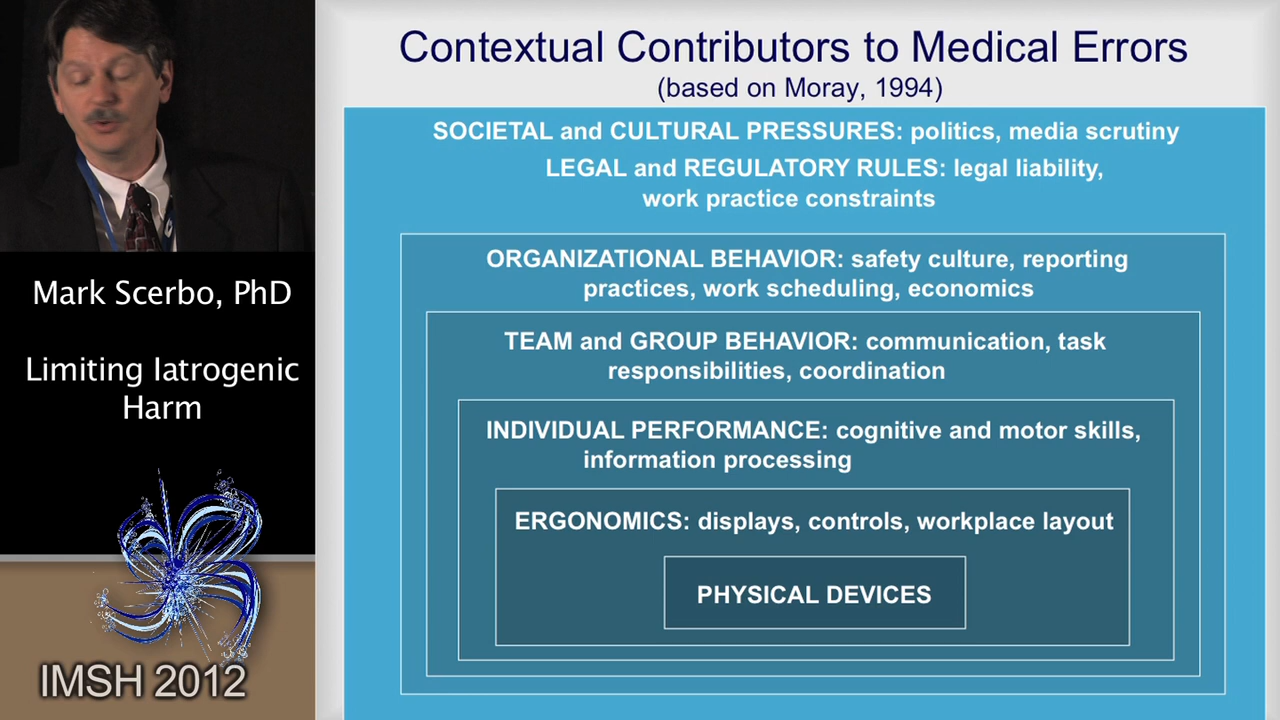 Mark Scerbo, PhD
Limiting Iatrogenic
Harm
IMSH 2012
Contextual Contributors to Medical Errors
(based on Moray, 1994)
SOCIETAL and CULTURAL PRESSURES: politics, media scrutiny
LEGAL and REGULATORY RULES: legal liability,
work practice constraints
ORGANIZATIONAL BEHAVIOR: safety culture, reporting
practices, work scheduling, economics
TEAM and GROUP BEHAVIOR: communication, task
responsibilities, coordination
INDIVIDUAL PERFORMANCE: cognitive and motor skills,
information processing
ERGONOMICS: displays, controls, workplace layout
PHYSICAL DEVICES